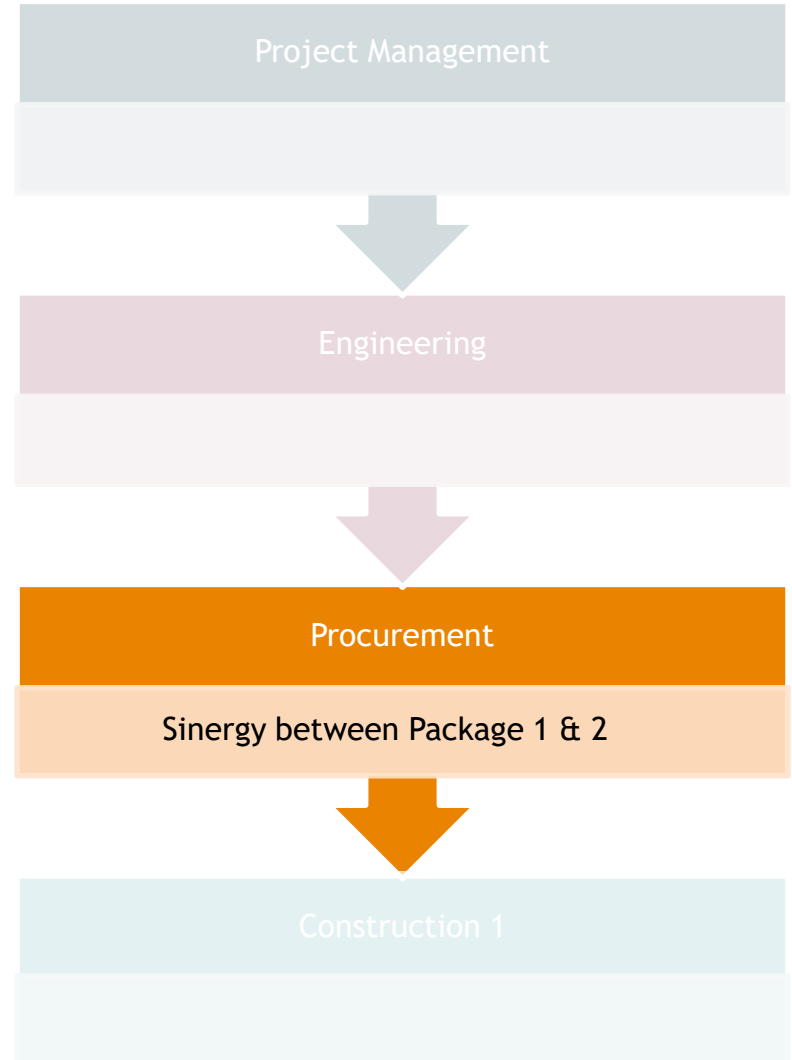 Project Management
Engineering
Procurement
Sinergy between Package 1 & 2
Construction 1